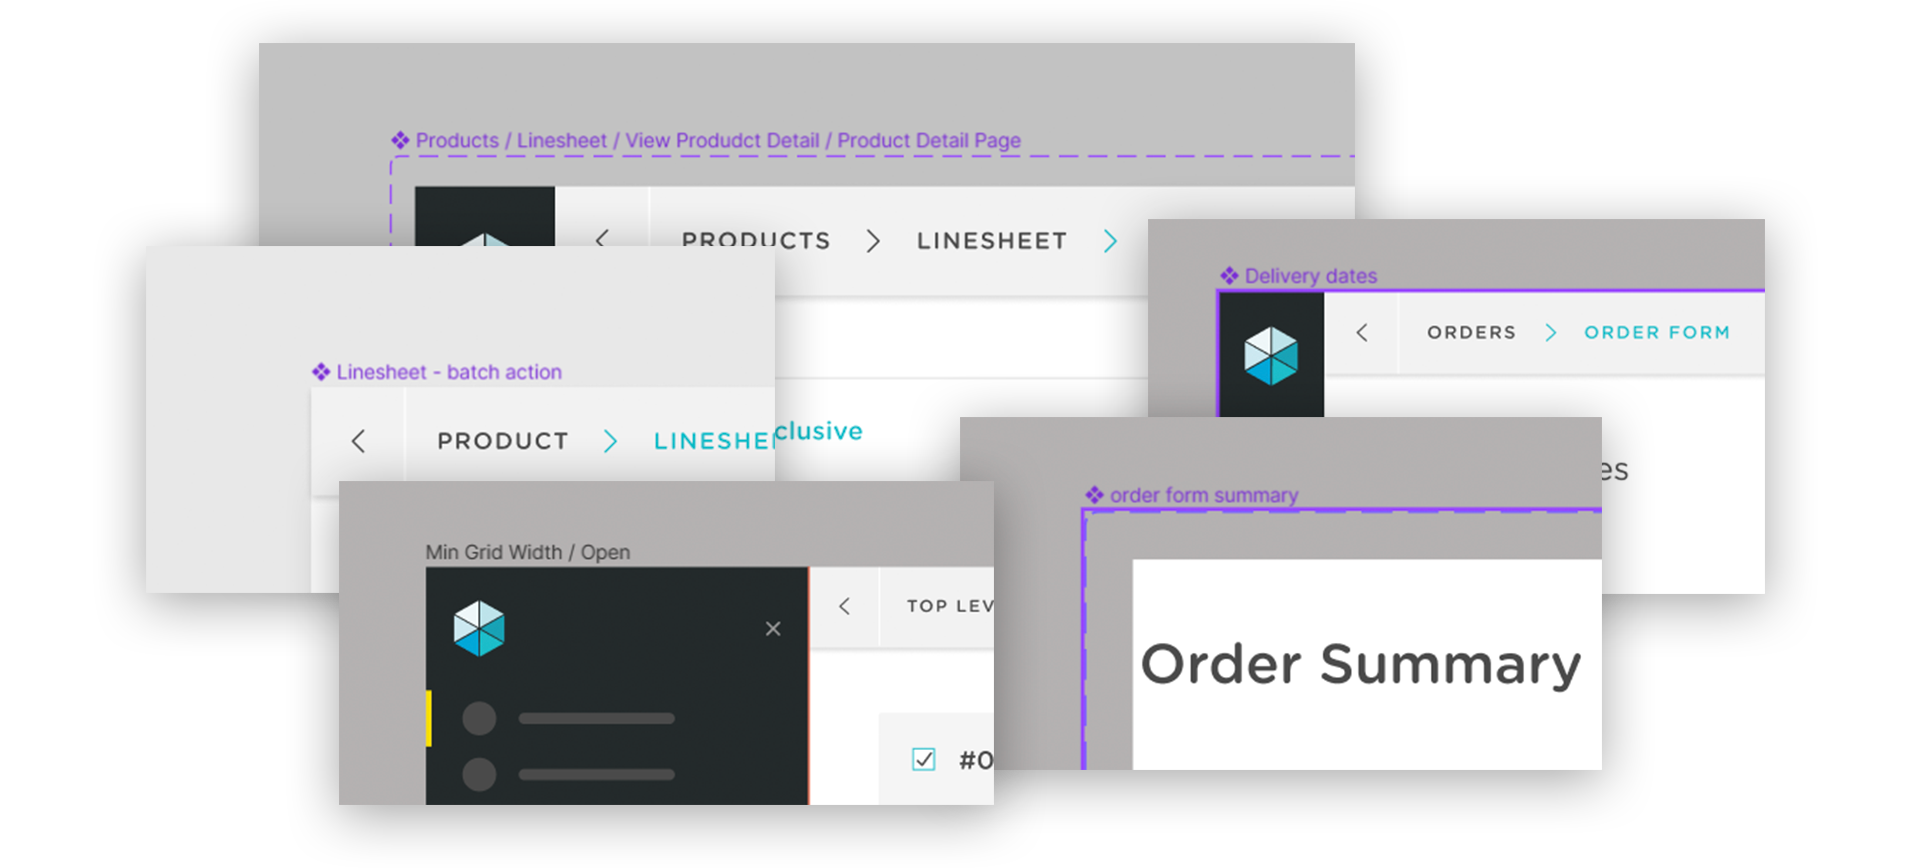 Products / Linesheet / View Produdct Detail / Product Detail Page
PRODUCTS > LINESHEET >
Delivery dates
ORDERS > ORDER FORM
Linesheet - batch action
PRODUCT >
clusive
es
order form summary
Order Summary
Min Grid Width / Open
TOP LEV
#0